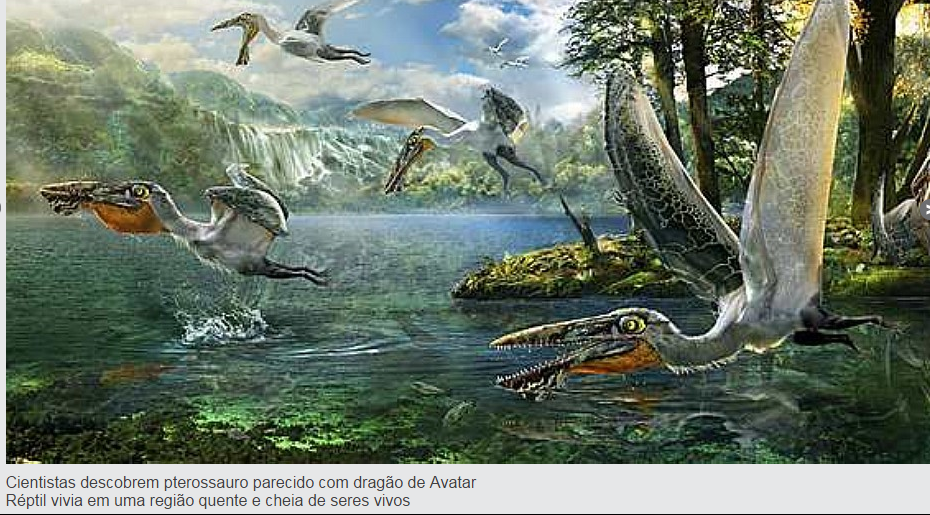 Cientistas descobrem pterossauro parecido com dragão de Avatar
Réptil vivia em uma região quente e cheia de seres vivos